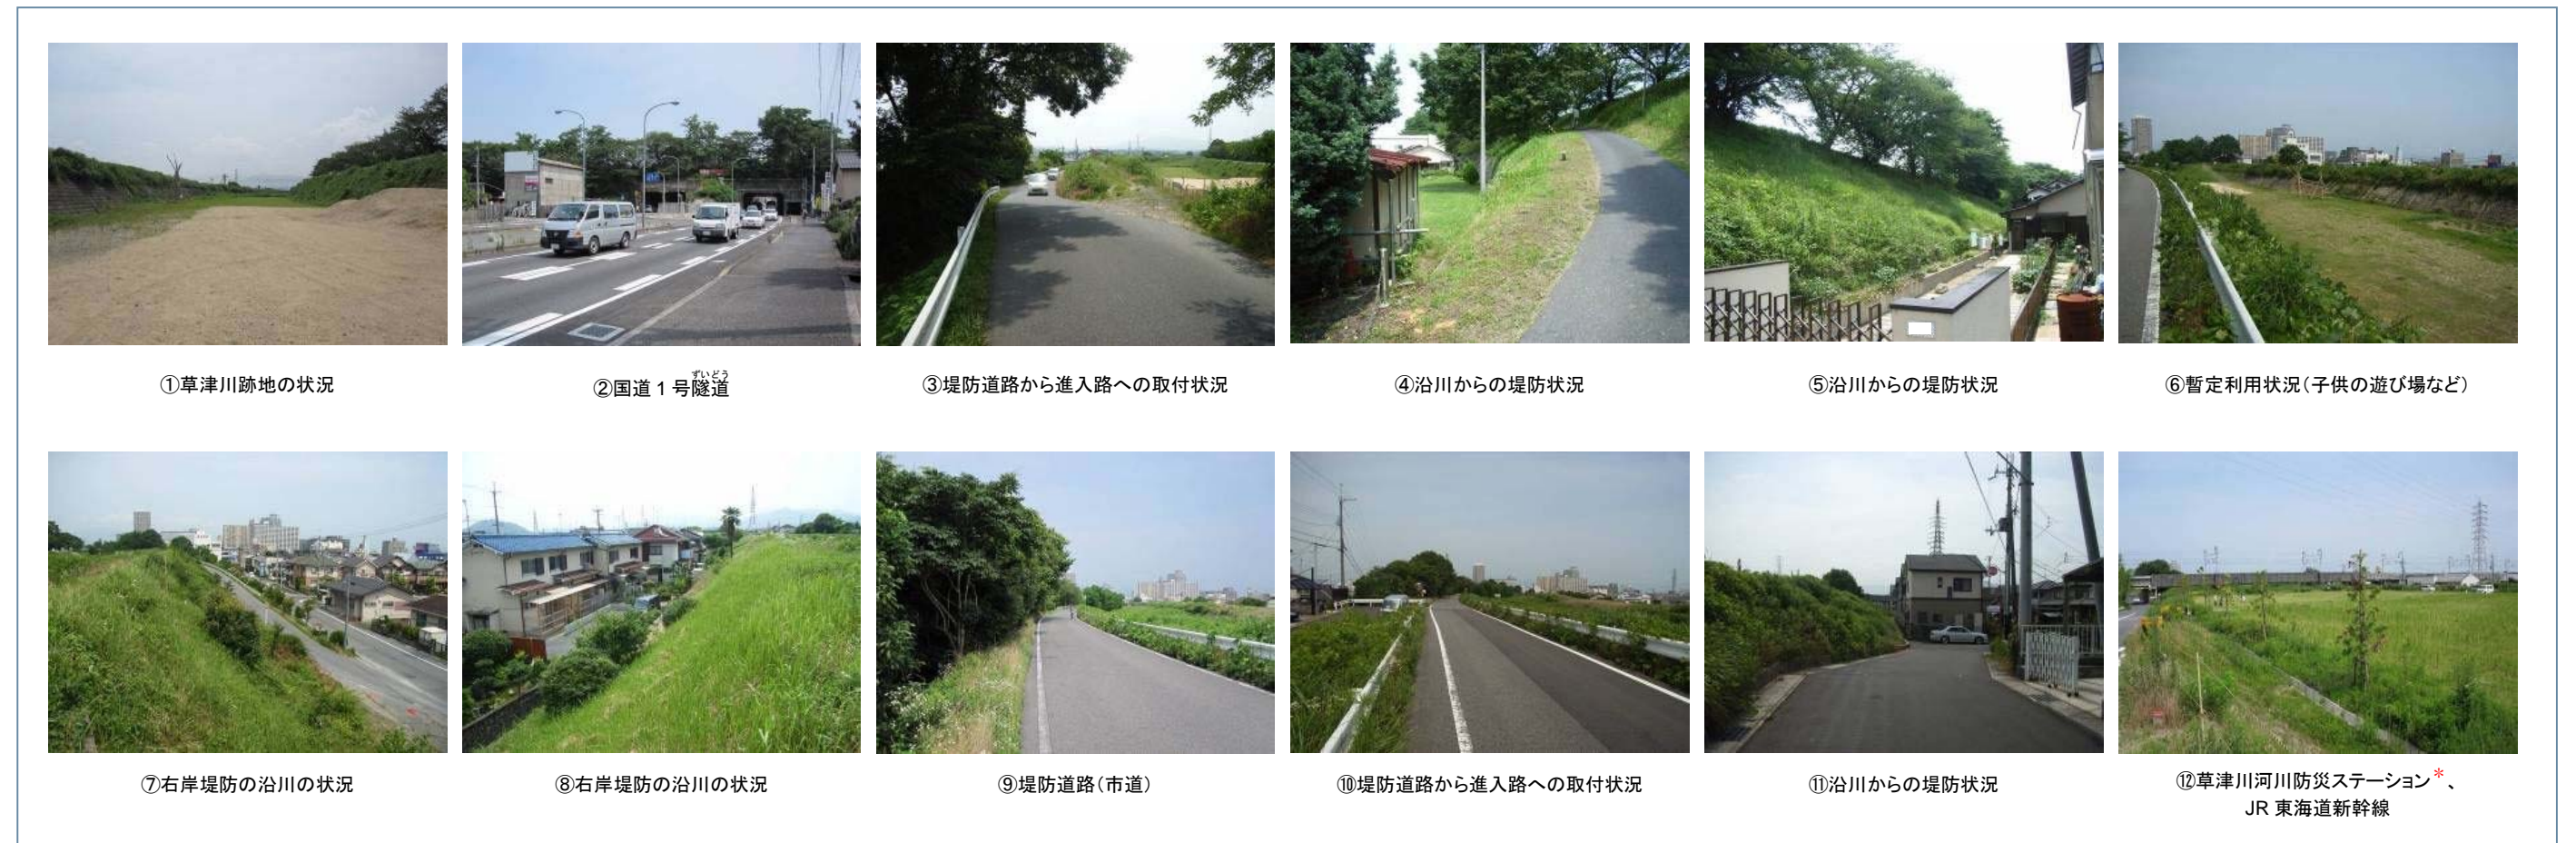 ①草津川跡地の状況
②国道1号隧道
ずいどう
③堤防道路から進入路への取付状況
④沿川からの堤防状況
⑤沿川からの堤防状況
⑥暫定利用状況（子供の遊び場など）
⑦右岸堤防の沿川の状況
⑧右岸堤防の沿川の状況
⑨堤防道路（市道）
⑩堤防道路から進入路への取付状況
⑪沿川からの堤防状況
⑫草津川河川防災ステーション＊、
JR 東海道新幹線